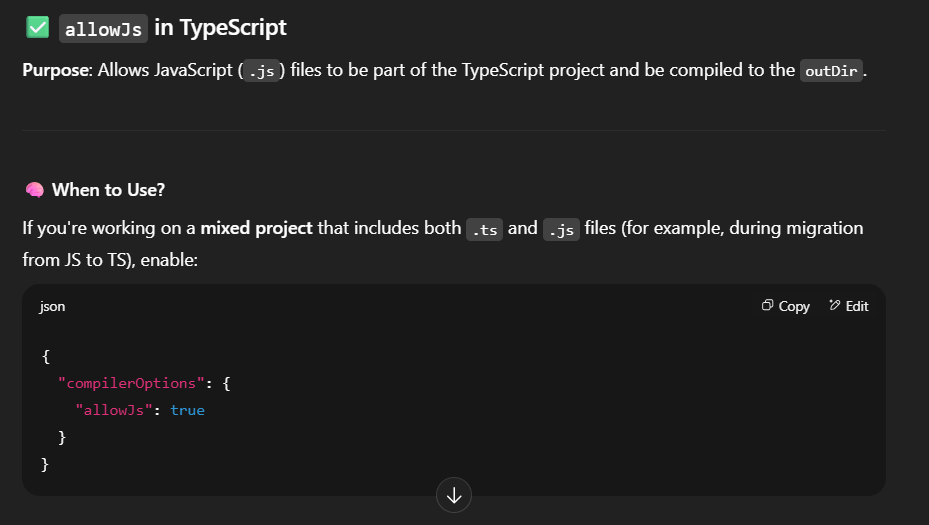 ✅ allowJs in TypeScript
Purpose: Allows JavaScript (.js) files to be part of the TypeScript project and be compiled to the outDir.
🧠 When to Use?
If you're working on a mixed project that includes both .ts and .js files (for example, during migration
from JS to TS), enable:
json Copy Edit
{
  "compilerOptions": {
    "allowJs": true
  }
}